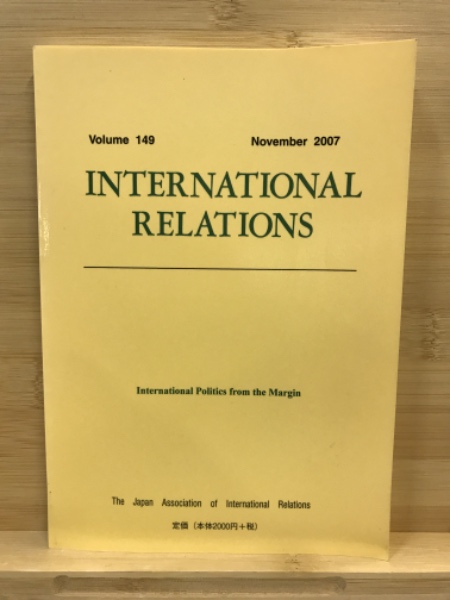 Volume 149 November 2007
INTERNATIONAL
RELATIONS
International Politics from the Margin
The Japan Association of International Relations
定価（本体2000円＋税）